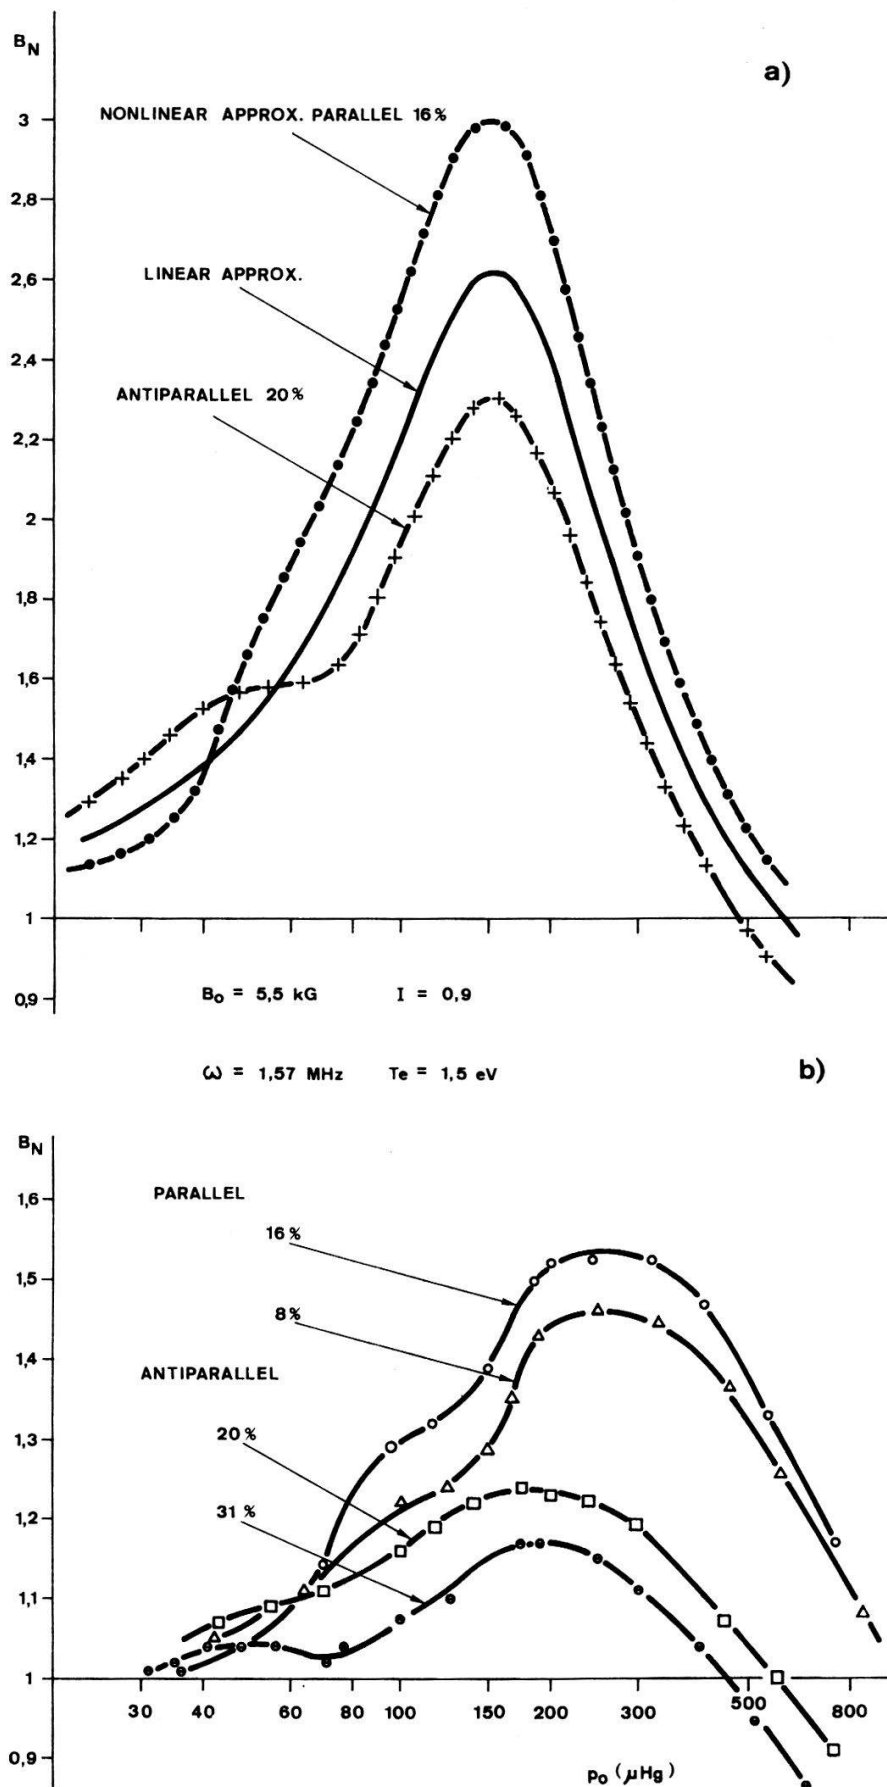 B_N
a)
NONLINEAR APPROX. PARALLEL 16%
LINEAR APPROX.
ANTIPARALLEL 20%
3
2,8
2,6
2,4
2,2
2
1,8
1,6
1,4
1,2
1
0,9
B₀ = 5,5 kG I = 0,9
ω = 1,57 MHz Te = 1,5 eV
b)
B_N
PARALLEL
16%
8%
ANTIPARALLEL
20%
31%
1,6
1,5
1,4
1,3
1,2
1,1
1
0,9
30 40 60 80 100 150 200 300 500 800
p₀ (μHg)